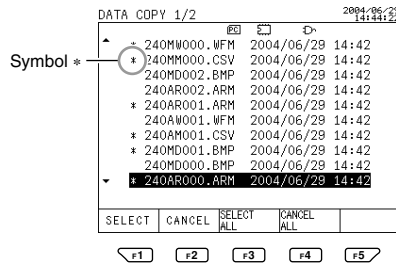 DATA COPY 1/2
2004/06/29
14:44:22
PC
Symbol *
* 240MW000.WFM 2004/06/29 14:42
* 240MM000.CSV 2004/06/29 14:42
240MD002.BMP 2004/06/29 14:42
240AR002.ARM 2004/06/29 14:42
* 240AR001.ARM 2004/06/29 14:42
240AW001.WFM 2004/06/29 14:42
* 240AM001.CSV 2004/06/29 14:42
* 240MD001.BMP 2004/06/29 14:42
240MD000.BMP 2004/06/29 14:42
* 240AR000.ARM 2004/06/29 14:42
SELECT CANCEL SELECT ALL CANCEL ALL
F1 F2 F3 F4 F5